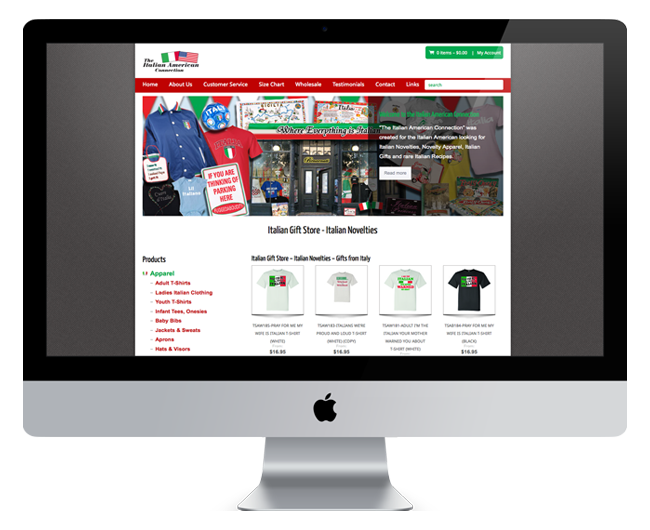 0 items - $0.00 | My Account
The
Italian American
Connection
Home About Us Customer Service Size Chart Wholesale Testimonials Contact Links search
Welcome to the Italian American Connection
"Where Everything is Italian"
"The Italian American Connection" was
created for the Italian American looking for
Italian Novelties, Novelty Apparel, Italian
Gifts and rare Italian Recipes.
Read more
ITALIA
IF YOU ARE
THINKING OF
PARKING
HERE
FUGGEDABOUDIT
Lil
Italiano
Italian Gift Store - Italian Novelties
Products
Apparel
Adult T-Shirts
Ladies Italian Clothing
Youth T-Shirts
Infant Tees, Onesies
Baby Bibs
Jackets & Sweats
Aprons
Hats & Visors
Italian Gift Store – Italian Novelties – Gifts from Italy
TSAW185-PRAY FOR ME MY
WIFE IS ITALIAN T-SHIRT
(WHITE)
$16.95
TSAW183-ITALIANS WE'RE
PROUD AND LOUD T-SHIRT
(WHITE) (COPY)
$16.95
TSAW181 ADULT I'M THE
ITALIAN YOUR MOTHER
WARNED YOU ABOUT
T-SHIRT (WHITE)
$16.95
TSAB184 PRAY FOR ME MY
WIFE IS ITALIAN T-SHIRT
(BLACK)
$16.95